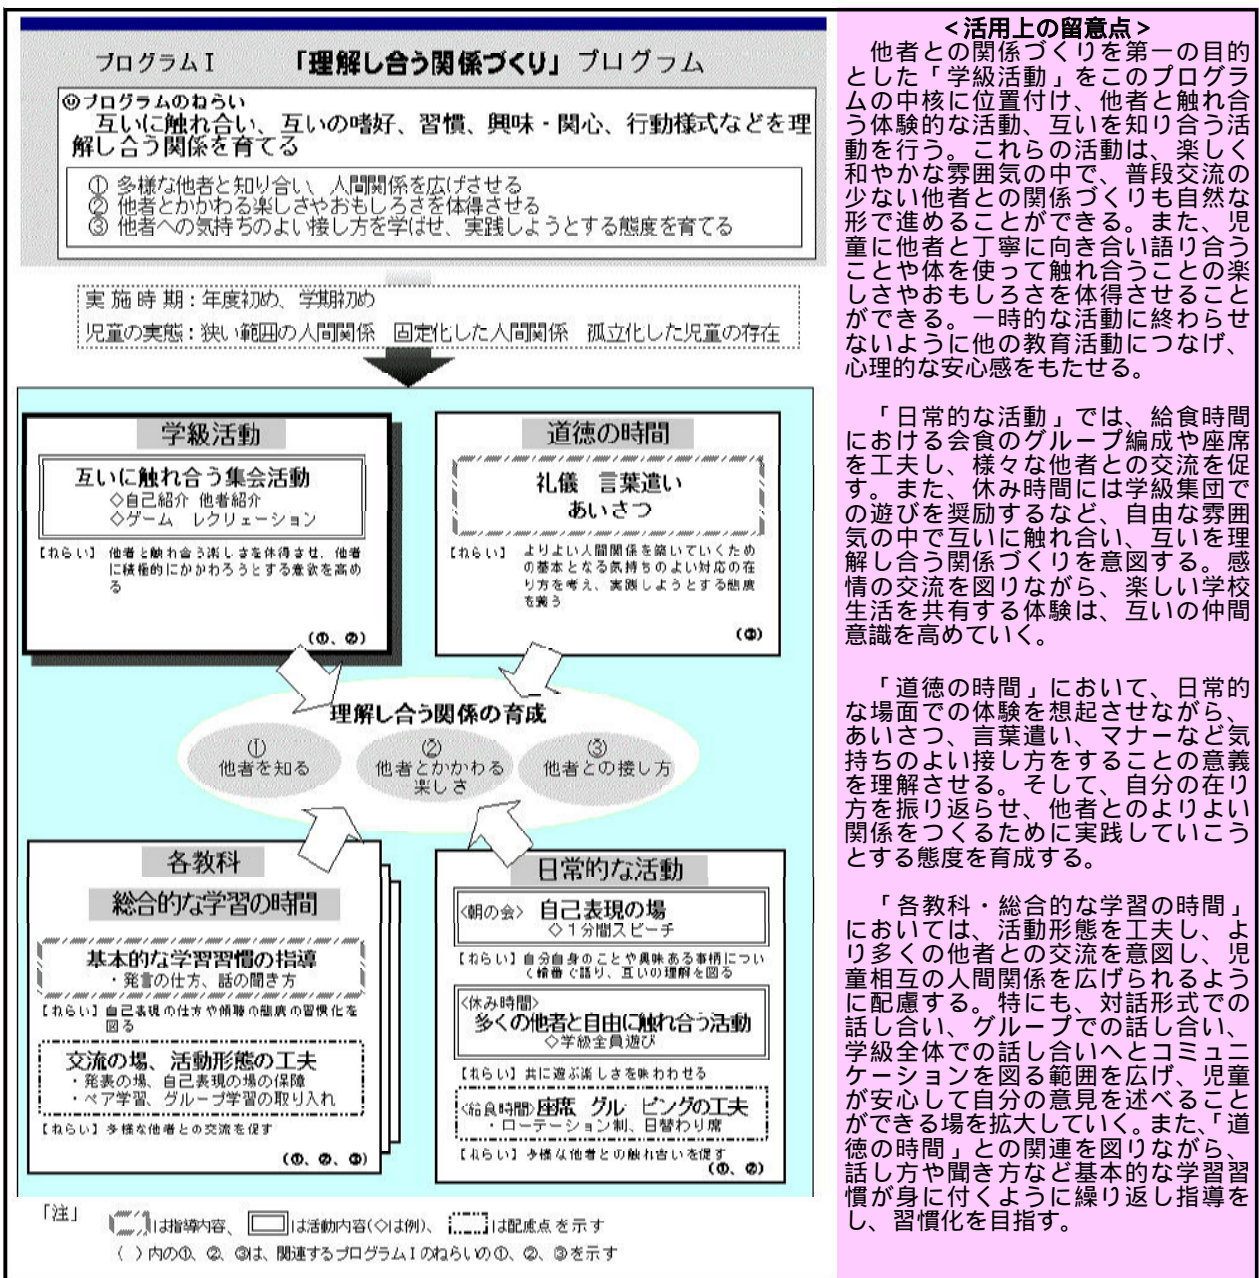 プログラムⅠ 「理解し合う関係づくり」プログラム
☺プログラムのねらい
互いに触れ合い、互いの嗜好、習慣、興味・関心、行動様式などを理
解し合う関係を育てる
① 多様な他者と知り合い、人間関係を広げさせる
② 他者とかかわる楽しさやおもしろさを体得させる
③ 他者への気持ちのよい接し方を学ばせ、実践しようとする態度を育てる
実施時期：年度初め、学期初め
児童の実態：狭い範囲の人間関係 固定化した人間関係 孤立化した児童の存在
学級活動
互いに触れ合う集会活動
◇自己紹介 他者紹介
◇ゲーム レクリェーション
【ねらい】 他者と触れ合う楽しさを体得させ、他者
に積極的にかかわろうとする意欲を高め
る
（①、②）
道徳の時間
礼儀 言葉遣い
あいさつ
【ねらい】 よりよい人間関係を築いていくため
の基本となる気持ちのよい対応の在
り方を考え、実践しようとする態度
を養う
（③）
理解し合う関係の育成
①
他者を知る
②
他者とかかわる
楽しさ
③
他者との接し方
各教科
総合的な学習の時間
基本的な学習習慣の指導
・発言の仕方、話の聞き方
【ねらい】自己表現の仕方や傾聴の態度の習慣化を
図る
交流の場、活動形態の工夫
・発表の場、自己表現の場の保障
・ペア学習、グループ学習の取り入れ
【ねらい】多様な他者との交流を促す
（①、②、③）
日常的な活動
〈朝の会〉 自己表現の場
◇１分間スピーチ
【ねらい】自分自身のことや興味ある事柄につい
て輪番で語り、互いの理解を図る
〈休み時間〉
多くの他者と自由に触れ合う活動
◇学級全員遊び
【ねらい】共に遊ぶ楽しさを味わわせる
〈給食時間〉座席 グル ピングの工夫
・ローテーション制、日替わり席
【ねらい】多様な他者との触れ合いを促す
（①、②）
「注」 は指導内容、 は活動内容(◇は例)、 は配慮点を示す
（ ）内の①、②、③は、関連するプログラムⅠのねらいの①、②、③を示す
＜活用上の留意点＞
他者との関係づくりを第一の目的
とした「学級活動」をこのプログラ
ムの中核に位置付け、他者と触れ合
う体験的な活動、互いを知り合う活
動を行う。これらの活動は、楽しく
和やかな雰囲気の中で、普段交流の
少ない他者との関係づくりも自然な
形で進めることができる。また、児
童に他者と丁寧に向き合い語り合う
ことや体を使って触れ合うことの楽
しさやおもしろさを体得させること
ができる。一時的な活動に終わらせ
ないように他の教育活動につなげ、
心理的な安心感をもたせる。
「日常的な活動」では、給食時間
における会食のグループ編成や座席
を工夫し、様々な他者との交流を促
す。また、休み時間には学級集団で
の遊びを奨励するなど、自由な雰囲
気の中で互いに触れ合い、互いを理
解し合う関係づくりを意図する。感
情の交流を図りながら、楽しい学校
生活を共有する体験は、互いの仲間
意識を高めていく。
「道徳の時間」において、日常的
な場面での体験を想起させながら、
あいさつ、言葉遣い、マナーなど気
持ちのよい接し方をすることの意義
を理解させる。そして、自分の在り
方を振り返らせ、他者とのよりよい
関係をつくるために実践していこう
とする態度を育成する。
「各教科・総合的な学習の時間」
においては、活動形態を工夫し、よ
り多くの他者との交流を意図し、児
童相互の人間関係を広げられるよう
に配慮する。特にも、対話形式での
話し合い、グループでの話し合い、
学級全体での話し合いへとコミュニ
ケーションを図る範囲を広げ、児童
が安心して自分の意見を述べること
ができる場を拡大していく。また、「道
徳の時間」との関連を図りながら、
話し方や聞き方など基本的な学習習
慣が身に付くように繰り返し指導を
し、習慣化を目指す。